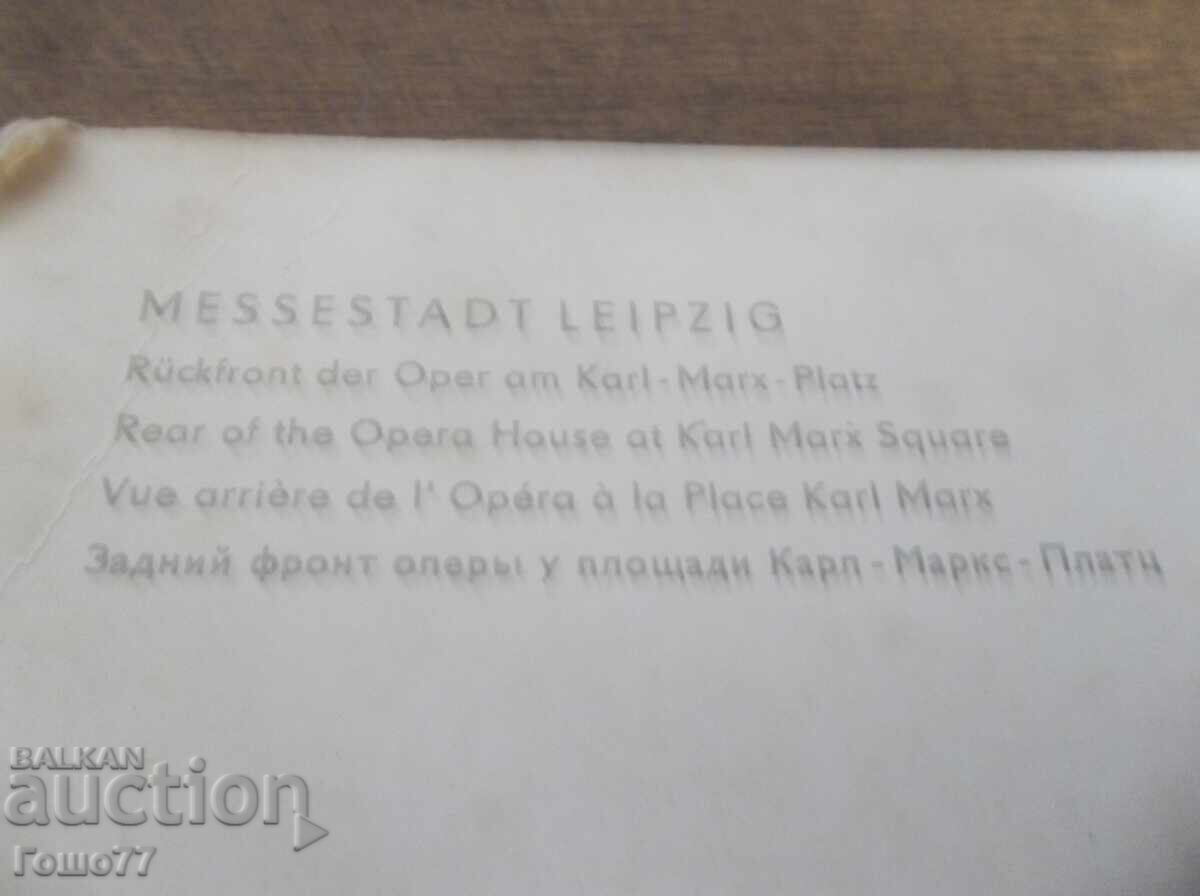 MESSESTADT LEIPZIG
Rückfront der Oper am Karl-Marx-Platz
Rear of the Opera House at Karl Marx Square
Vue arrière de l' Opéra à la Place Karl Marx
Задний фронт оперы у площади Карл-Маркс-Платц
BALKAN
auction
Гошо77